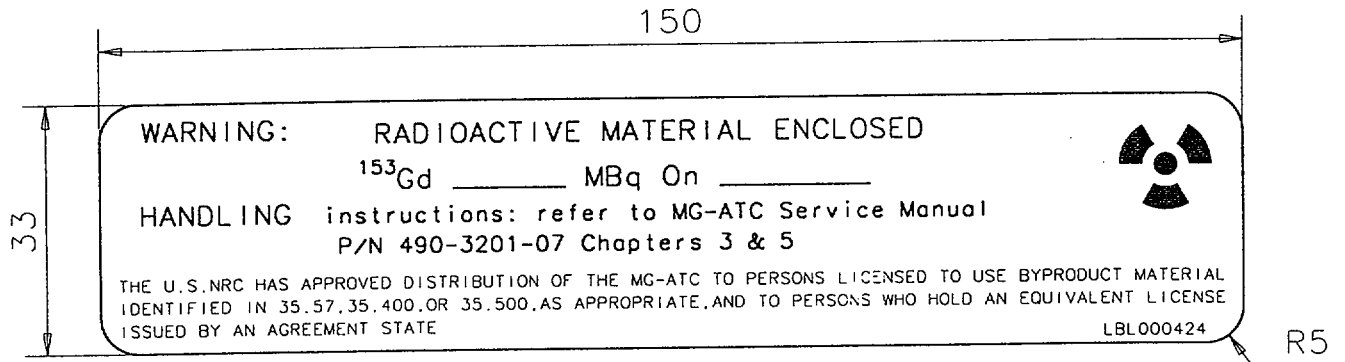 150
33
WARNING: RADIOACTIVE MATERIAL ENCLOSED
¹⁵³Gd ______ MBq On ________
HANDLING instructions: refer to MG-ATC Service Manual
P/N 490-3201-07 Chapters 3 & 5
THE U.S.NRC HAS APPROVED DISTRIBUTION OF THE MG-ATC TO PERSONS LICENSED TO USE BYPRODUCT MATERIAL
IDENTIFIED IN 35.57,35.400,OR 35.500,AS APPROPRIATE,AND TO PERSONS WHO HOLD AN EQUIVALENT LICENSE
ISSUED BY AN AGREEMENT STATE LBL000424
R5